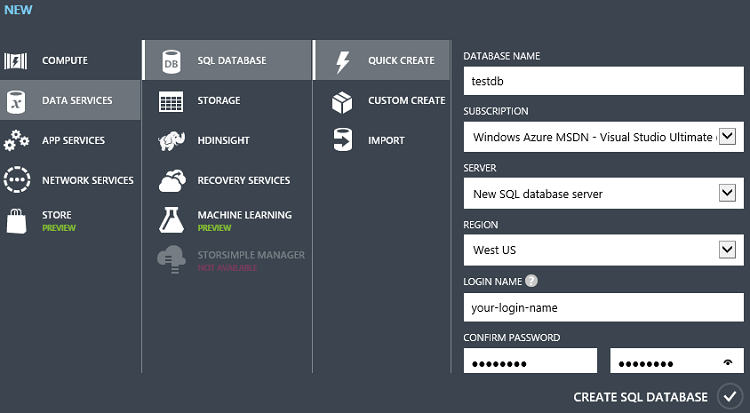 NEW
COMPUTE
DATA SERVICES
APP SERVICES
NETWORK SERVICES
STORE
PREVIEW
DB
SQL DATABASE
STORAGE
HDINSIGHT
RECOVERY SERVICES
MACHINE LEARNING
PREVIEW
STORSIMPLE MANAGER
NOT AVAILABLE
QUICK CREATE
CUSTOM CREATE
IMPORT
DATABASE NAME
testdb
SUBSCRIPTION
Windows Azure MSDN - Visual Studio Ultimate
SERVER
New SQL database server
REGION
West US
LOGIN NAME ?
your-login-name
CONFIRM PASSWORD
●●●●●●●● ●●●●●●●●
CREATE SQL DATABASE